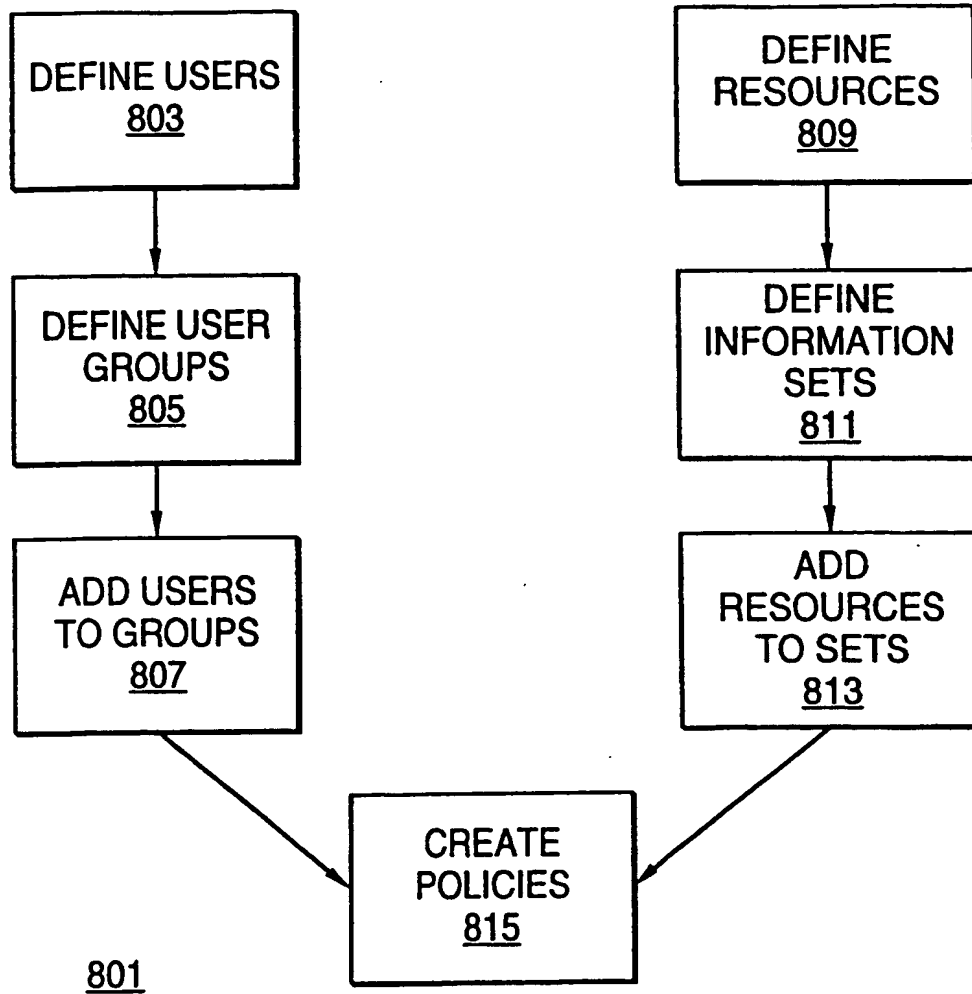 DEFINE USERS
803
DEFINE USER
GROUPS
805
ADD USERS
TO GROUPS
807
DEFINE
RESOURCES
809
DEFINE
INFORMATION
SETS
811
ADD
RESOURCES
TO SETS
813
CREATE
POLICIES
815
801